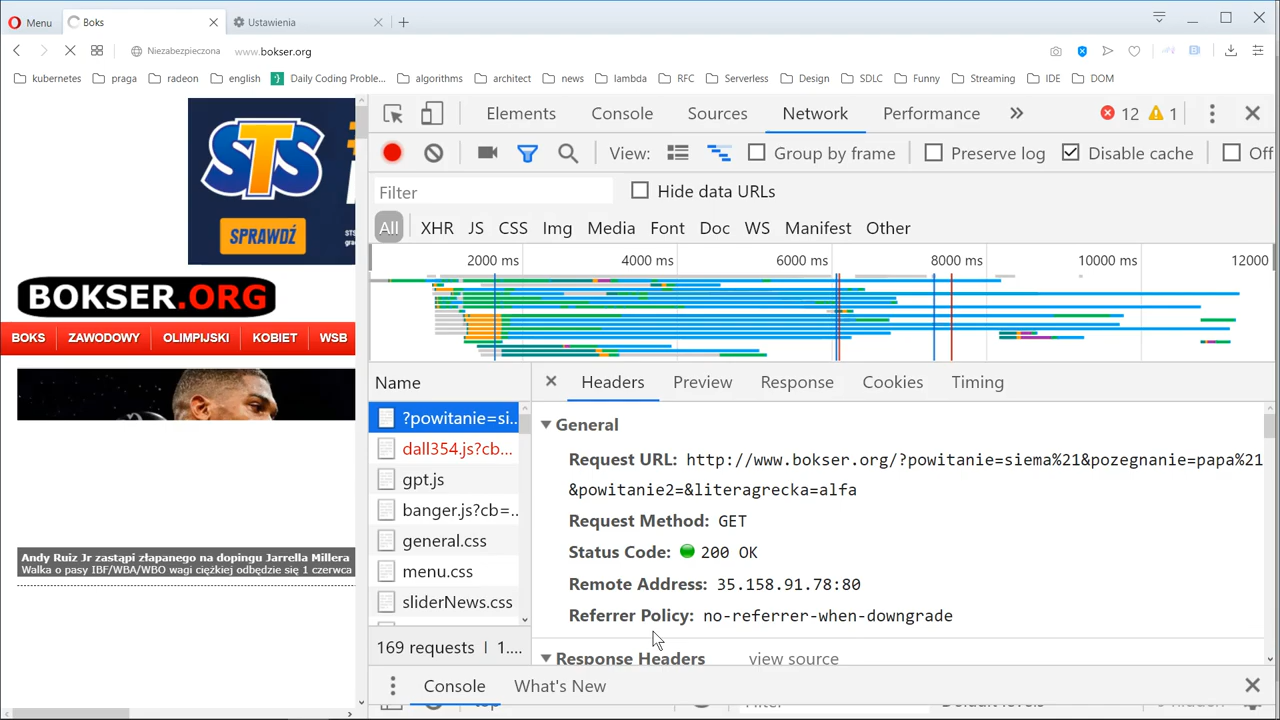 Menu
Boks
Ustawienia
Niezabezpieczona
www.bokser.org
kubernetes
praga
radeon
english
Daily Coding Proble...
algorithms
architect
news
lambda
RFC
Serverless
Design
SDLC
Funny
Streaming
IDE
DOM
STS
SPRAWDŹ
BOKSER.ORG
BOKS
ZAWODOWY
OLIMPIJSKI
KOBIET
WSB
Andy Ruiz Jr zastąpi złapanego na dopingu Jarrella Millera
Walka o pasy IBF/WBA/WBO wagi ciężkiej odbędzie się 1 czerwca
Elements
Console
Sources
Network
Performance
12
1
View:
Group by frame
Preserve log
Disable cache
Off
Filter
Hide data URLs
All
XHR
JS
CSS
Img
Media
Font
Doc
WS
Manifest
Other
2000 ms
4000 ms
6000 ms
8000 ms
10000 ms
12000
Name
Headers
Preview
Response
Cookies
Timing
?powitanie=si...
dall354.js?cb...
gpt.js
banger.js?cb=...
general.css
menu.css
sliderNews.css
169 requests
1....
General
Request URL: http://www.bokser.org/?powitanie=siema%21&pozegnanie=papa%21
&powitanie2=&literagrecka=alfa
Request Method: GET
Status Code: 200 OK
Remote Address: 35.158.91.78:80
Referrer Policy: no-referrer-when-downgrade
Response Headers
view source
Console
What's New